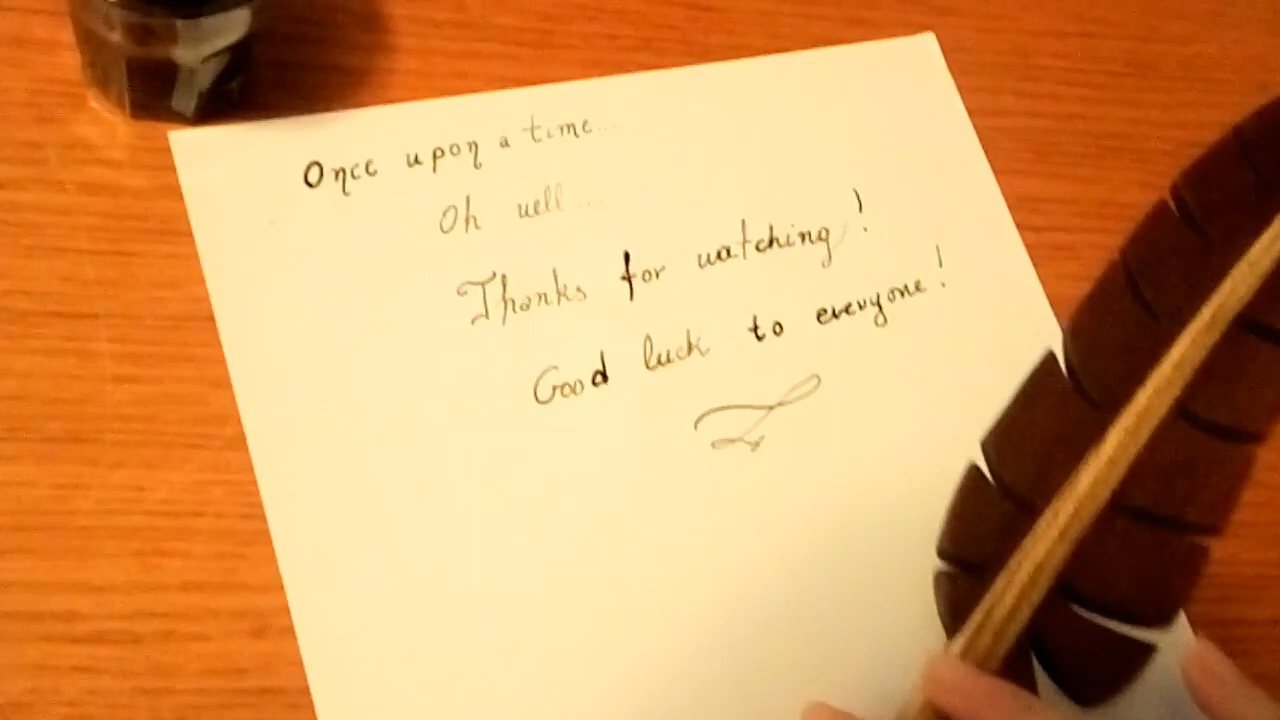 Once upon a time...
Oh well...
Thanks for watching!
Good luck to everyone!